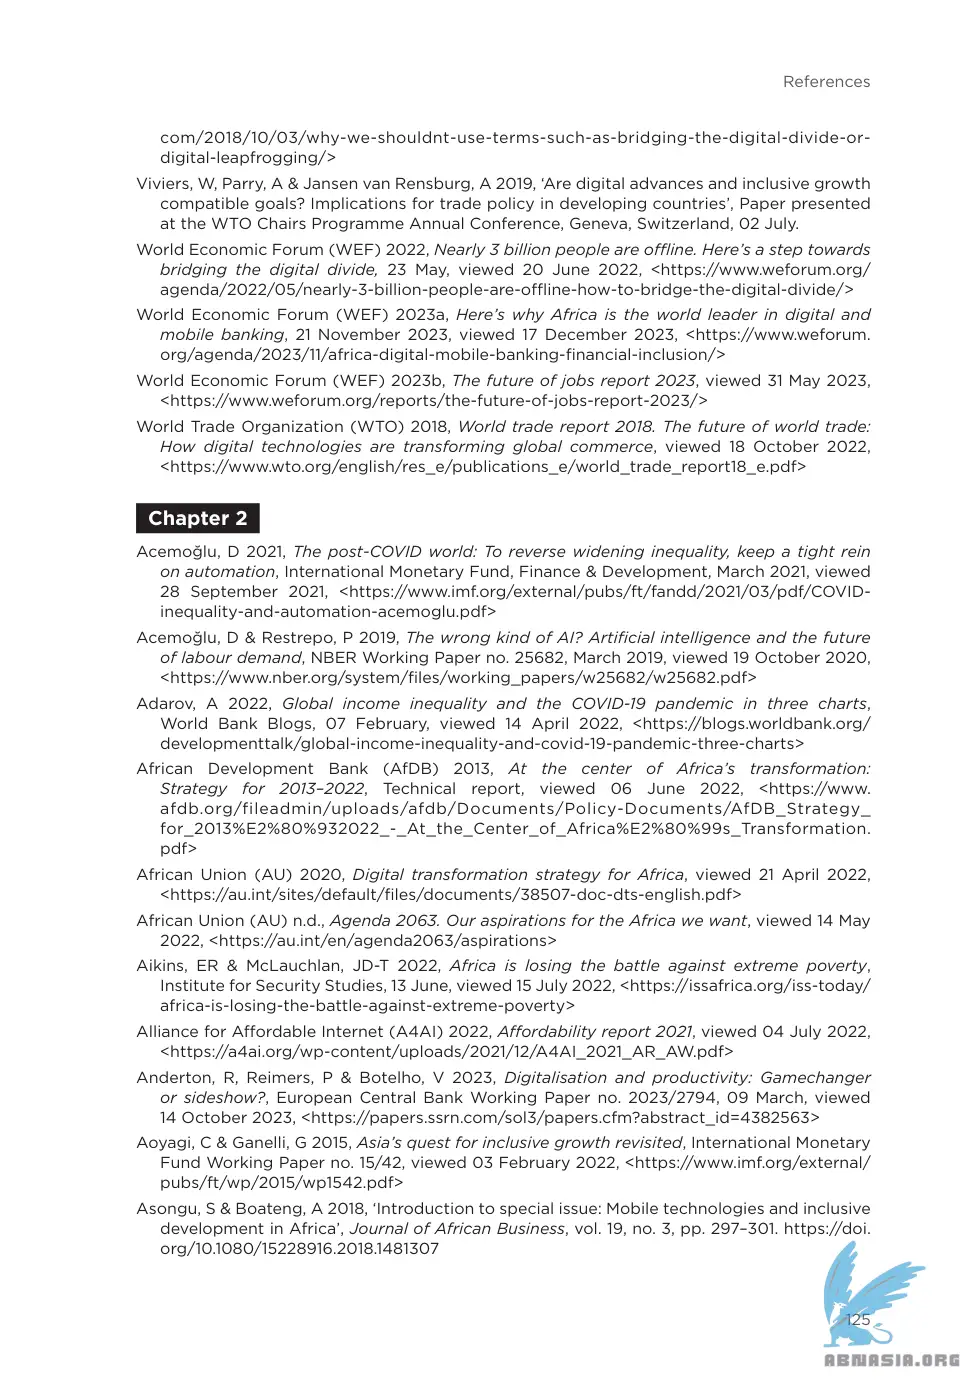 References
com/2018/10/03/why-we-shouldnt-use-terms-such-as-bridging-the-digital-divide-or-
digital-leapfrogging/>
Viviers, W, Parry, A & Jansen van Rensburg, A 2019, ‘Are digital advances and inclusive growth
compatible goals? Implications for trade policy in developing countries’, Paper presented
at the WTO Chairs Programme Annual Conference, Geneva, Switzerland, 02 July.
World Economic Forum (WEF) 2022, Nearly 3 billion people are offline. Here’s a step towards
bridging the digital divide, 23 May, viewed 20 June 2022, <https://www.weforum.org/
agenda/2022/05/nearly-3-billion-people-are-offline-how-to-bridge-the-digital-divide/>
World Economic Forum (WEF) 2023a, Here’s why Africa is the world leader in digital and
mobile banking, 21 November 2023, viewed 17 December 2023, <https://www.weforum.
org/agenda/2023/11/africa-digital-mobile-banking-financial-inclusion/>
World Economic Forum (WEF) 2023b, The future of jobs report 2023, viewed 31 May 2023,
<https://www.weforum.org/reports/the-future-of-jobs-report-2023/>
World Trade Organization (WTO) 2018, World trade report 2018. The future of world trade:
How digital technologies are transforming global commerce, viewed 18 October 2022,
<https://www.wto.org/english/res_e/publications_e/world_trade_report18_e.pdf>
Chapter 2
Acemoğlu, D 2021, The post-COVID world: To reverse widening inequality, keep a tight rein
on automation, International Monetary Fund, Finance & Development, March 2021, viewed
28 September 2021, <https://www.imf.org/external/pubs/ft/fandd/2021/03/pdf/COVID-
inequality-and-automation-acemoglu.pdf>
Acemoğlu, D & Restrepo, P 2019, The wrong kind of AI? Artificial intelligence and the future
of labour demand, NBER Working Paper no. 25682, March 2019, viewed 19 October 2020,
<https://www.nber.org/system/files/working_papers/w25682/w25682.pdf>
Adarov, A 2022, Global income inequality and the COVID-19 pandemic in three charts,
World Bank Blogs, 07 February, viewed 14 April 2022, <https://blogs.worldbank.org/
developmenttalk/global-income-inequality-and-covid-19-pandemic-three-charts>
African Development Bank (AfDB) 2013, At the center of Africa’s transformation:
Strategy for 2013–2022, Technical report, viewed 06 June 2022, <https://www.
afdb.org/fileadmin/uploads/afdb/Documents/Policy-Documents/AfDB_Strategy_
for_2013%E2%80%932022_-_At_the_Center_of_Africa%E2%80%99s_Transformation.
pdf>
African Union (AU) 2020, Digital transformation strategy for Africa, viewed 21 April 2022,
<https://au.int/sites/default/files/documents/38507-doc-dts-english.pdf>
African Union (AU) n.d., Agenda 2063. Our aspirations for the Africa we want, viewed 14 May
2022, <https://au.int/en/agenda2063/aspirations>
Aikins, ER & McLauchlan, JD-T 2022, Africa is losing the battle against extreme poverty,
Institute for Security Studies, 13 June, viewed 15 July 2022, <https://issafrica.org/iss-today/
africa-is-losing-the-battle-against-extreme-poverty>
Alliance for Affordable Internet (A4AI) 2022, Affordability report 2021, viewed 04 July 2022,
<https://a4ai.org/wp-content/uploads/2021/12/A4AI_2021_AR_AW.pdf>
Anderton, R, Reimers, P & Botelho, V 2023, Digitalisation and productivity: Gamechanger
or sideshow?, European Central Bank Working Paper no. 2023/2794, 09 March, viewed
14 October 2023, <https://papers.ssrn.com/sol3/papers.cfm?abstract_id=4382563>
Aoyagi, C & Ganelli, G 2015, Asia’s quest for inclusive growth revisited, International Monetary
Fund Working Paper no. 15/42, viewed 03 February 2022, <https://www.imf.org/external/
pubs/ft/wp/2015/wp1542.pdf>
Asongu, S & Boateng, A 2018, ‘Introduction to special issue: Mobile technologies and inclusive
development in Africa’, Journal of African Business, vol. 19, no. 3, pp. 297–301. https://doi.
org/10.1080/15228916.2018.1481307
125
ABNASIA.ORG